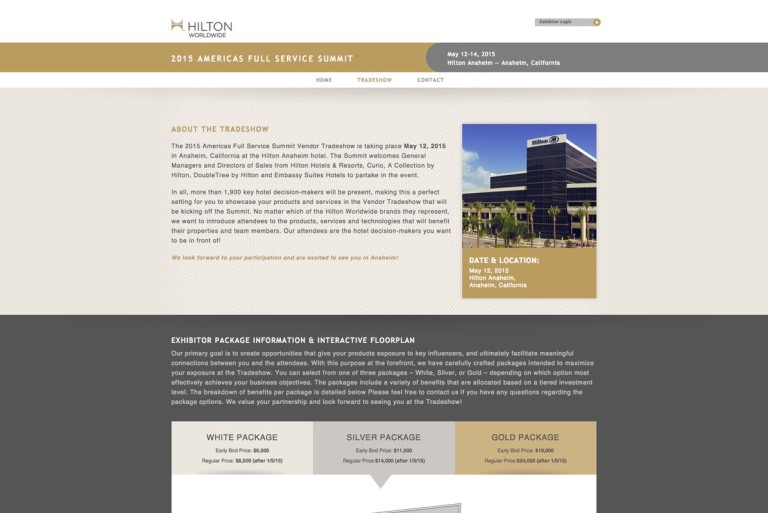 HILTON
WORLDWIDE
Exhibitor Login
2015 AMERICAS FULL SERVICE SUMMIT
May 12-14, 2015
Hilton Anaheim — Anaheim, California
HOME TRADESHOW CONTACT
ABOUT THE TRADESHOW
The 2015 Americas Full Service Summit Vendor Tradeshow is taking place May 12, 2015
in Anaheim, California at the Hilton Anaheim hotel. The Summit welcomes General
Managers and Directors of Sales from Hilton Hotels & Resorts, Curio, A Collection by
Hilton, DoubleTree by Hilton and Embassy Suites Hotels to partake in the event.
In all, more than 1,900 key hotel decision-makers will be present, making this a perfect
setting for you to showcase your products and services in the Vendor Tradeshow that will
be kicking off the Summit. No matter which of the Hilton Worldwide brands they represent,
we want to introduce attendees to the products, services and technologies that will benefit
their properties and team members. Our attendees are the hotel decision-makers you want
to be in front of!
We look forward to your participation and are excited to see you in Anaheim!
Hilton
DATE & LOCATION:
May 12, 2015
Hilton Anaheim,
Anaheim, California
EXHIBITOR PACKAGE INFORMATION & INTERACTIVE FLOORPLAN
Our primary goal is to create opportunities that give your products exposure to key influencers, and ultimately facilitate meaningful
connections between you and the attendees. With this purpose at the forefront, we have carefully crafted packages intended to maximize
your exposure at the Tradeshow. You can select from one of three packages – White, Silver, or Gold – depending on which option most
effectively achieves your business objectives. The packages include a variety of benefits that are allocated based on a tiered investment
level. The breakdown of benefits per package is detailed below Please feel free to contact us if you have any questions regarding the
package options. We value your partnership and look forward to seeing you at the Tradeshow!
WHITE PACKAGE
Early Bird Price:
Regular Price: (after 1/5/15)
SILVER PACKAGE
Early Bird Price:
Regular Price:$14,000 (after 1/5/15)
GOLD PACKAGE
Early Bird Price:
Regular Price:$24,000 (after 1/5/15)